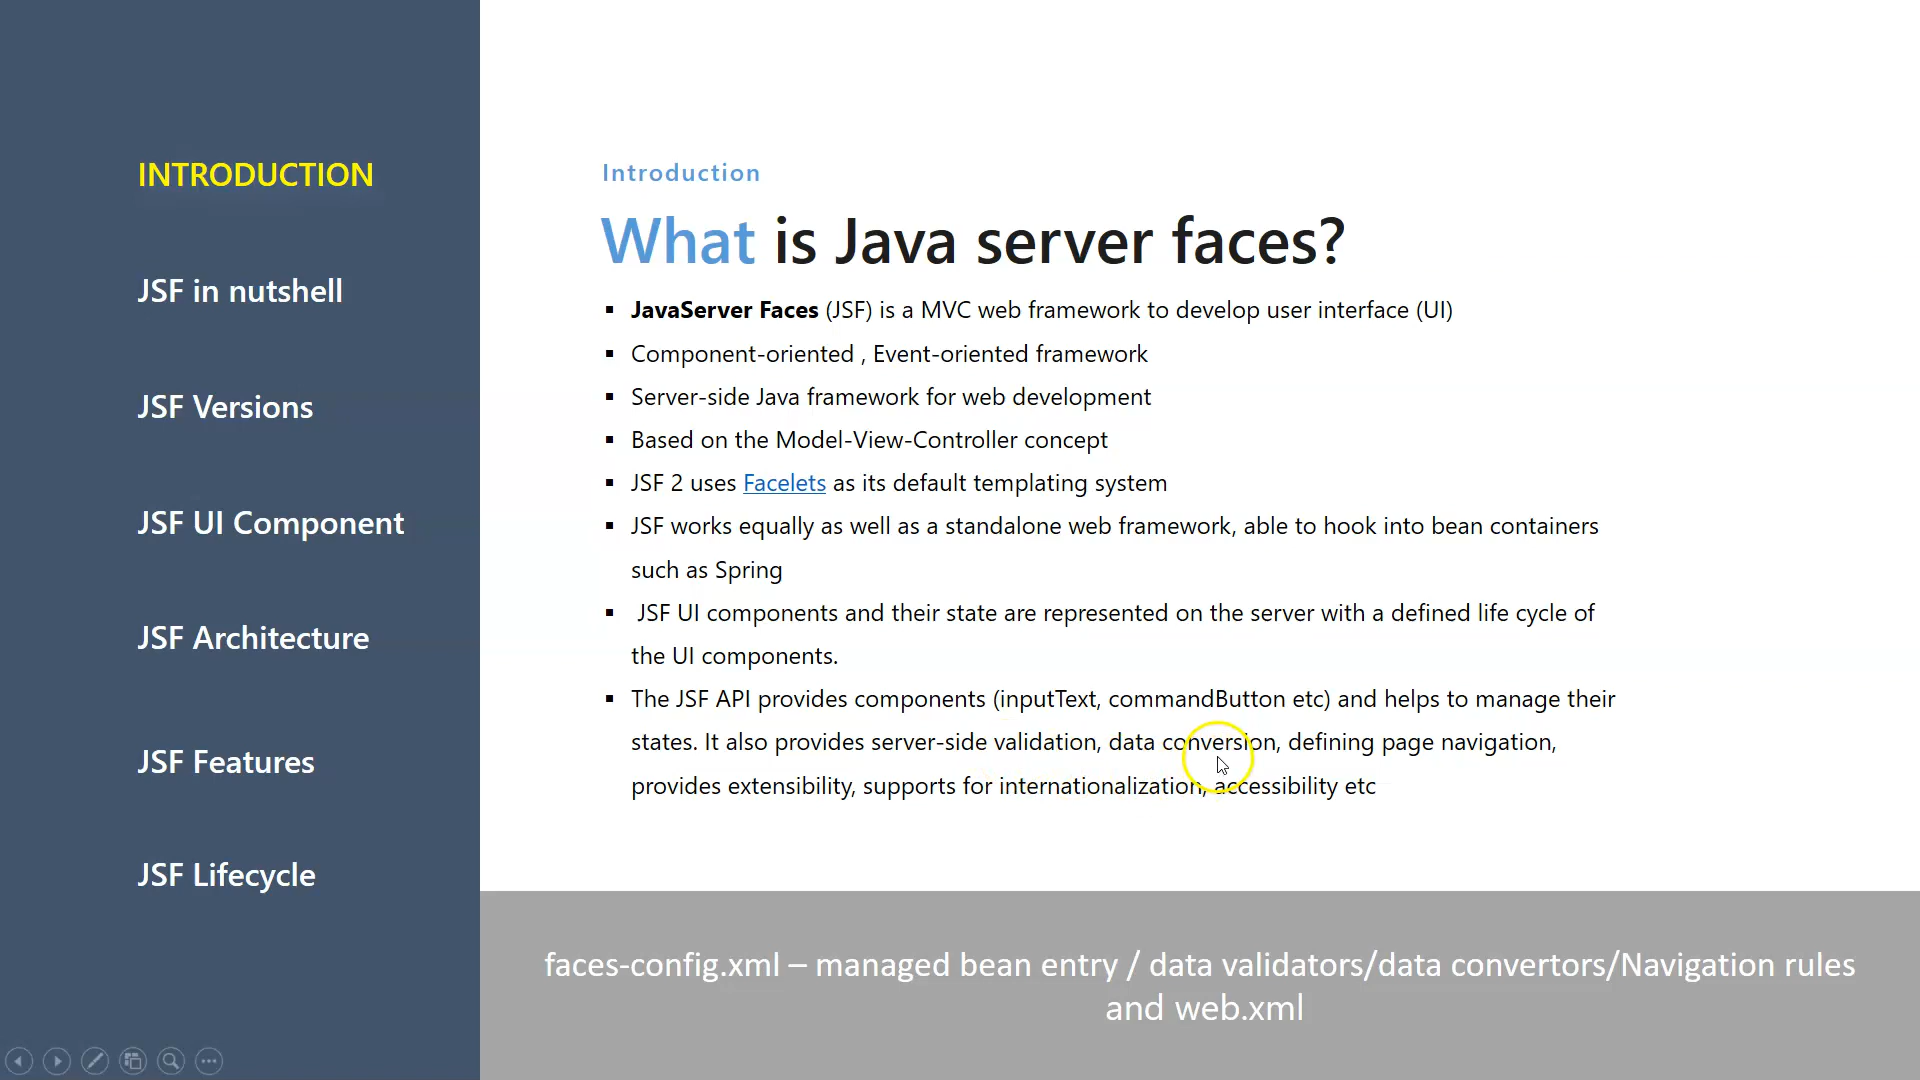 INTRODUCTION
JSF in nutshell
JSF Versions
JSF UI Component
JSF Architecture
JSF Features
JSF Lifecycle
Introduction
What is Java server faces?
▪ JavaServer Faces (JSF) is a MVC web framework to develop user interface (UI)
▪ Component-oriented , Event-oriented framework
▪ Server-side Java framework for web development
▪ Based on the Model-View-Controller concept
▪ JSF 2 uses Facelets as its default templating system
▪ JSF works equally as well as a standalone web framework, able to hook into bean containers
such as Spring
▪ JSF UI components and their state are represented on the server with a defined life cycle of
the UI components.
▪ The JSF API provides components (inputText, commandButton etc) and helps to manage their
states. It also provides server-side validation, data conversion, defining page navigation,
provides extensibility, supports for internationalization, accessibility etc
faces-config.xml – managed bean entry / data validators/data convertors/Navigation rules
and web.xml